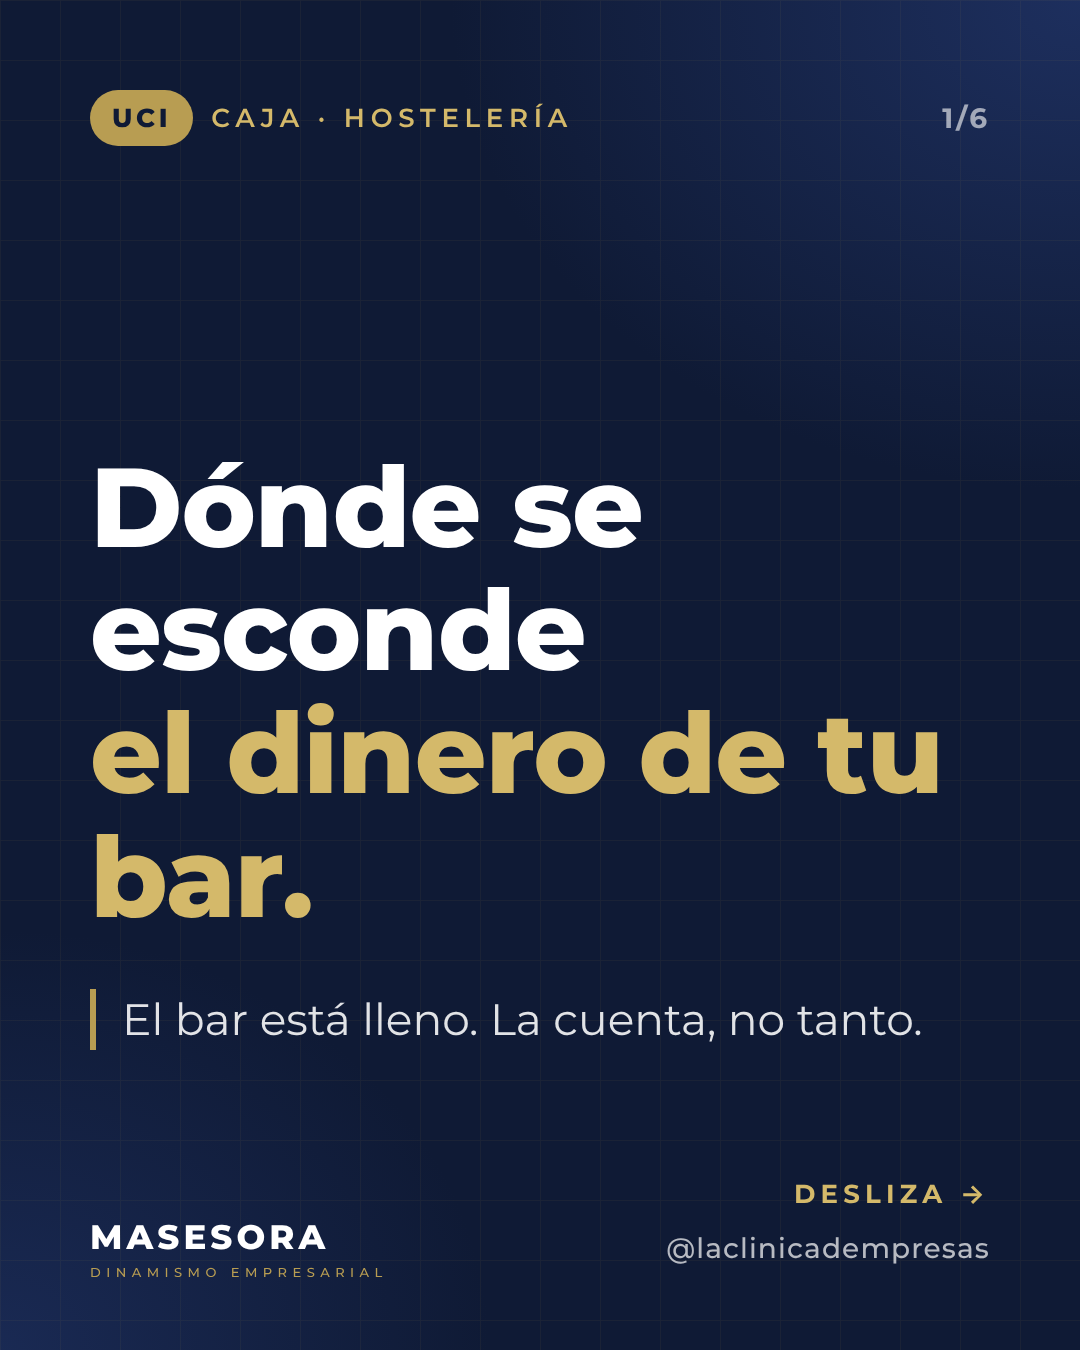 UCI CAJA · HOSTELERÍA 1/6
Dónde se
esconde
el dinero de tu
bar.
El bar está lleno. La cuenta, no tanto.
DESLIZA →
MASESORA
@laclinicadempresas
DINAMISMO EMPRESARIAL